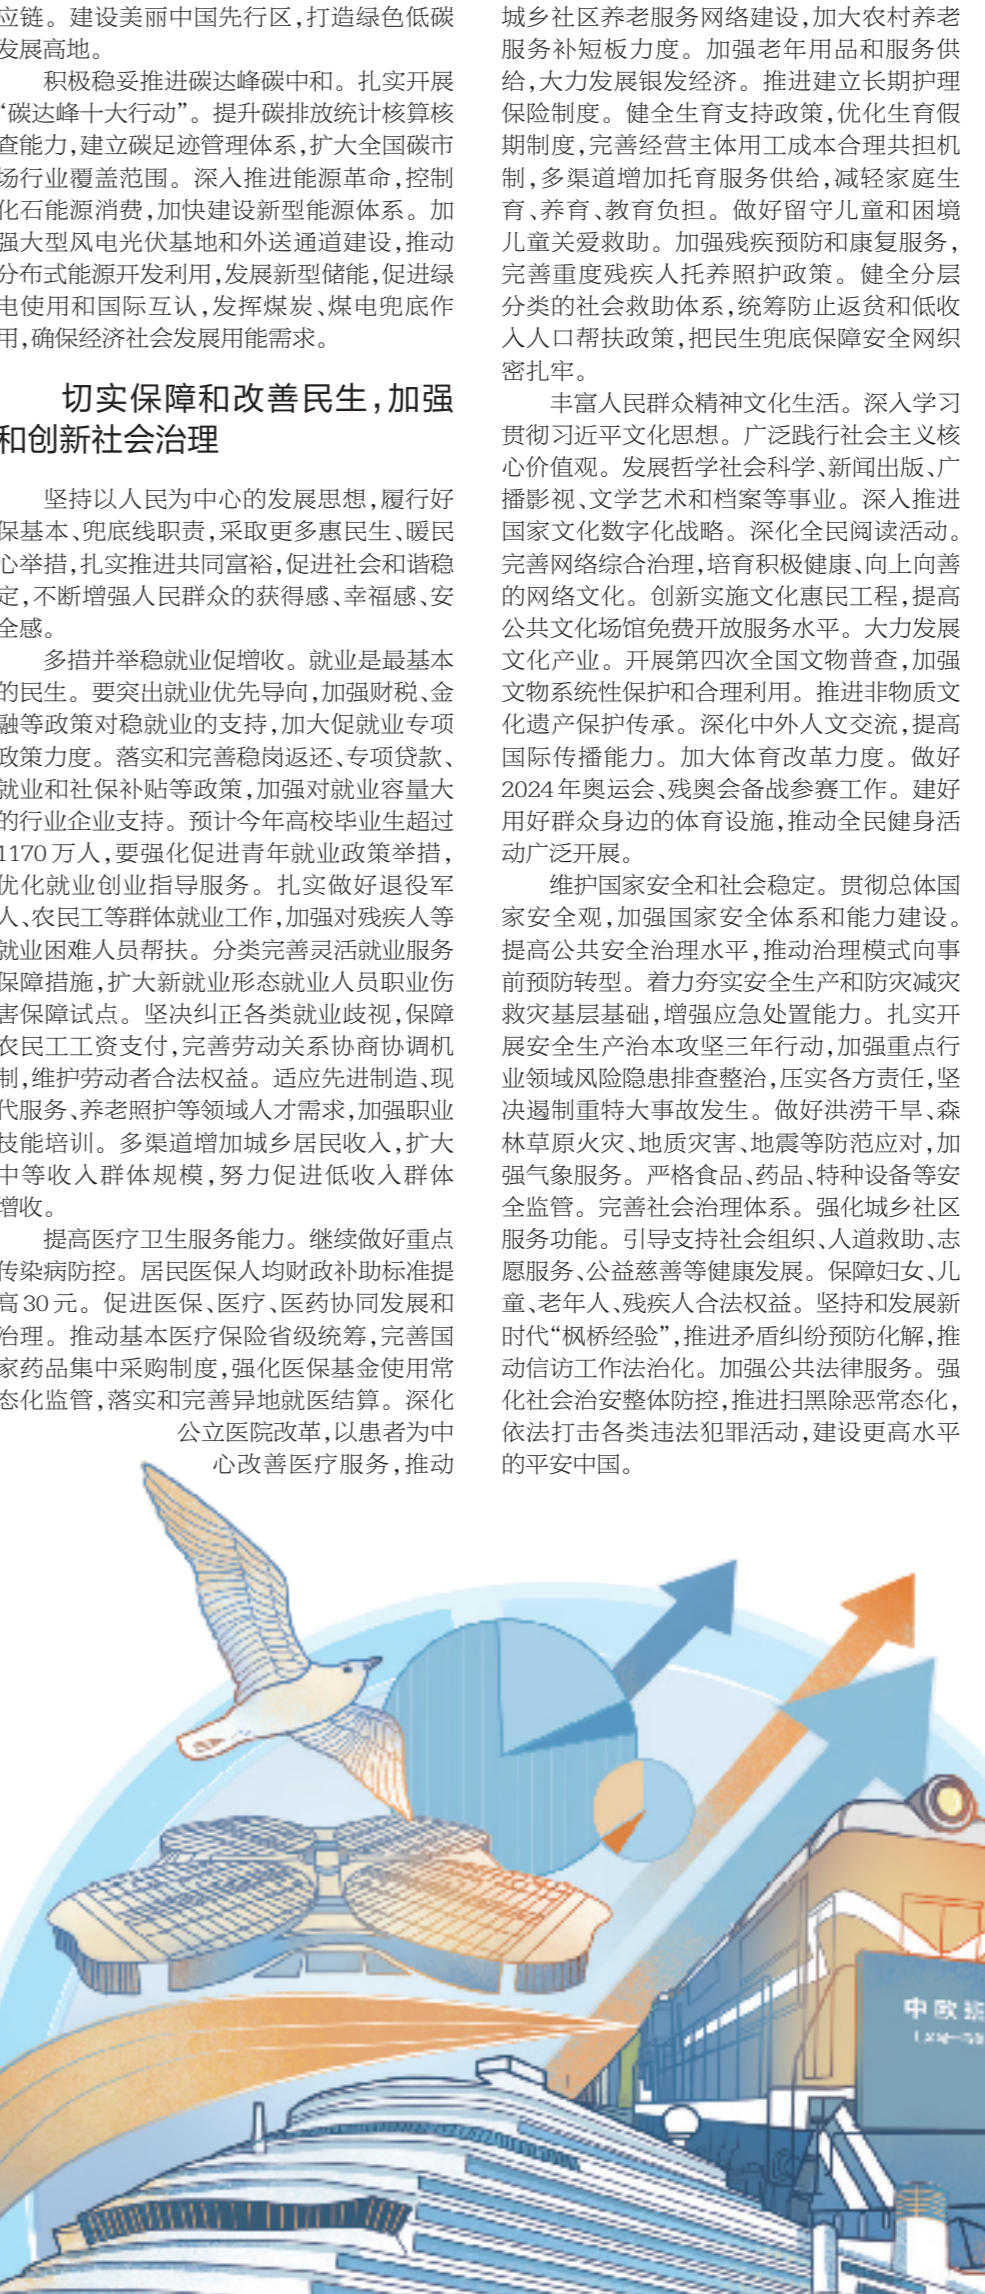 应链。建设美丽中国先行区,打造绿色低碳
发展高地。
积极稳妥推进碳达峰碳中和。扎实开展
“碳达峰十大行动”。提升碳排放统计核算核
查能力,建立碳足迹管理体系,扩大全国碳市
场行业覆盖范围。深入推进能源革命,控制
化石能源消费,加快建设新型能源体系。加
强大型风电光伏基地和外送通道建设,推动
分布式能源开发利用,发展新型储能,促进绿
电使用和国际互认,发挥煤炭、煤电兜底作
用,确保经济社会发展用能需求。
切实保障和改善民生,加强
和创新社会治理
坚持以人民为中心的发展思想,履行好
保基本、兜底线职责,采取更多惠民生、暖民
心举措,扎实推进共同富裕,促进社会和谐稳
定,不断增强人民群众的获得感、幸福感、安
全感。
多措并举稳就业促增收。就业是最基本
的民生。要突出就业优先导向,加强财税、金
融等政策对稳就业的支持,加大促就业专项
政策力度。落实和完善稳岗返还、专项贷款、
就业和社保补贴等政策,加强对就业容量大
的行业企业支持。预计今年高校毕业生超过
1170万人,要强化促进青年就业政策举措,
优化就业创业指导服务。扎实做好退役军
人、农民工等群体就业工作,加强对残疾人等
就业困难人员帮扶。分类完善灵活就业服务
保障措施,扩大新就业形态就业人员职业伤
害保障试点。坚决纠正各类就业歧视,保障
农民工工资支付,完善劳动关系协商协调机
制,维护劳动者合法权益。适应先进制造、现
代服务、养老照护等领域人才需求,加强职业
技能培训。多渠道增加城乡居民收入,扩大
中等收入群体规模,努力促进低收入群体
增收。
提高医疗卫生服务能力。继续做好重点
传染病防控。居民医保人均财政补助标准提
高30元。促进医保、医疗、医药协同发展和
治理。推动基本医疗保险省级统筹,完善国
家药品集中采购制度,强化医保基金使用常
态化监管,落实和完善异地就医结算。深化
公立医院改革,以患者为中
心改善医疗服务,推动
城乡社区养老服务网络建设,加大农村养老
服务补短板力度。加强老年用品和服务供
给,大力发展银发经济。推进建立长期护理
保险制度。健全生育支持政策,优化生育假
期制度,完善经营主体用工成本合理共担机
制,多渠道增加托育服务供给,减轻家庭生
育、养育、教育负担。做好留守儿童和困境
儿童关爱救助。加强残疾预防和康复服务,
完善重度残疾人托养照护政策。健全分层
分类的社会救助体系,统筹防止返贫和低收
入人口帮扶政策,把民生兜底保障安全网织
密扎牢。
丰富人民群众精神文化生活。深入学习
贯彻习近平文化思想。广泛践行社会主义核
心价值观。发展哲学社会科学、新闻出版、广
播影视、文学艺术和档案等事业。深入推进
国家文化数字化战略。深化全民阅读活动。
完善网络综合治理,培育积极健康、向上向善
的网络文化。创新实施文化惠民工程,提高
公共文化场馆免费开放服务水平。大力发展
文化产业。开展第四次全国文物普查,加强
文物系统性保护和合理利用。推进非物质文
化遗产保护传承。深化中外人文交流,提高
国际传播能力。加大体育改革力度。做好
2024年奥运会、残奥会备战参赛工作。建好
用好群众身边的体育设施,推动全民健身活
动广泛开展。
维护国家安全和社会稳定。贯彻总体国
家安全观,加强国家安全体系和能力建设。
提高公共安全治理水平,推动治理模式向事
前预防转型。着力夯实安全生产和防灾减灾
救灾基层基础,增强应急处置能力。扎实开
展安全生产治本攻坚三年行动,加强重点行
业领域风险隐患排查整治,压实各方责任,坚
决遏制重特大事故发生。做好洪涝干旱、森
林草原火灾、地质灾害、地震等防范应对,加
强气象服务。严格食品、药品、特种设备等安
全监管。完善社会治理体系。强化城乡社区
服务功能。引导支持社会组织、人道救助、志
愿服务、公益慈善等健康发展。保障妇女、儿
童、老年人、残疾人合法权益。坚持和发展新
时代“枫桥经验”,推进矛盾纠纷预防化解,推
动信访工作法治化。加强公共法律服务。强
化社会治安整体防控,推进扫黑除恶常态化,
依法打击各类违法犯罪活动,建设更高水平
的平安中国。
中欧班